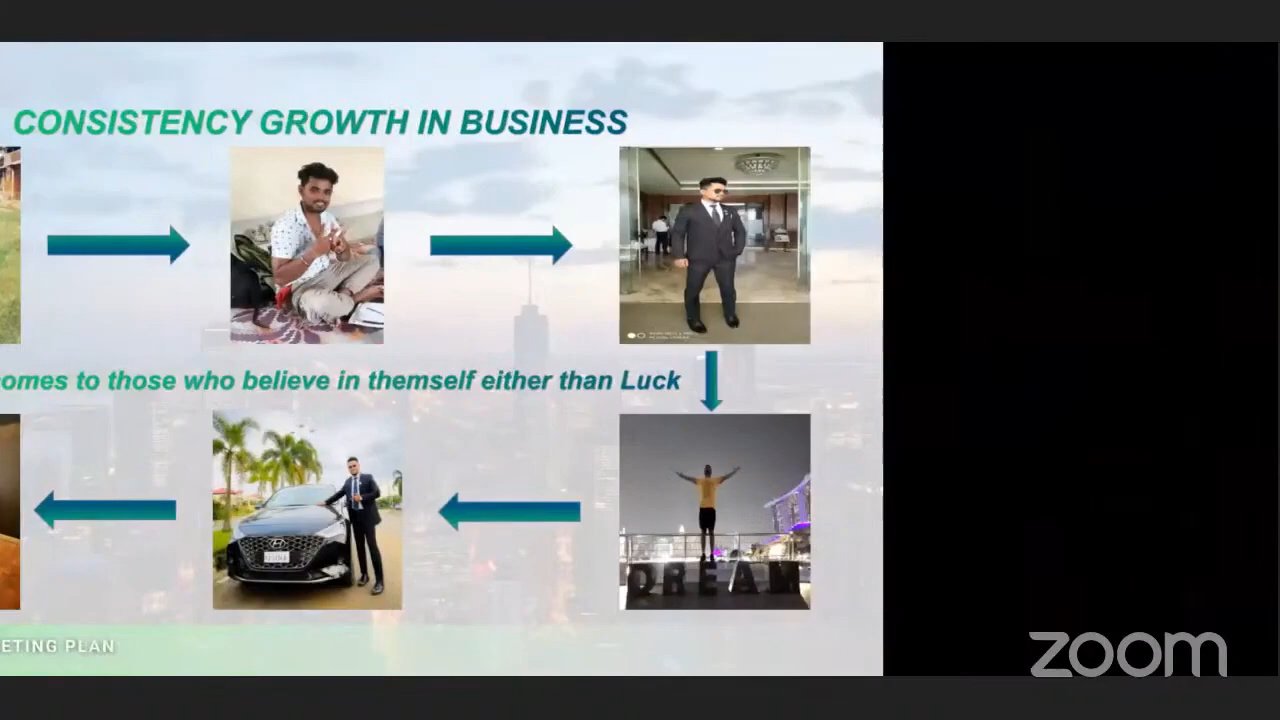 CONSISTENCY GROWTH IN BUSINESS
omes to those who believe in themself either than Luck
DREAM
ETING PLAN
zoom